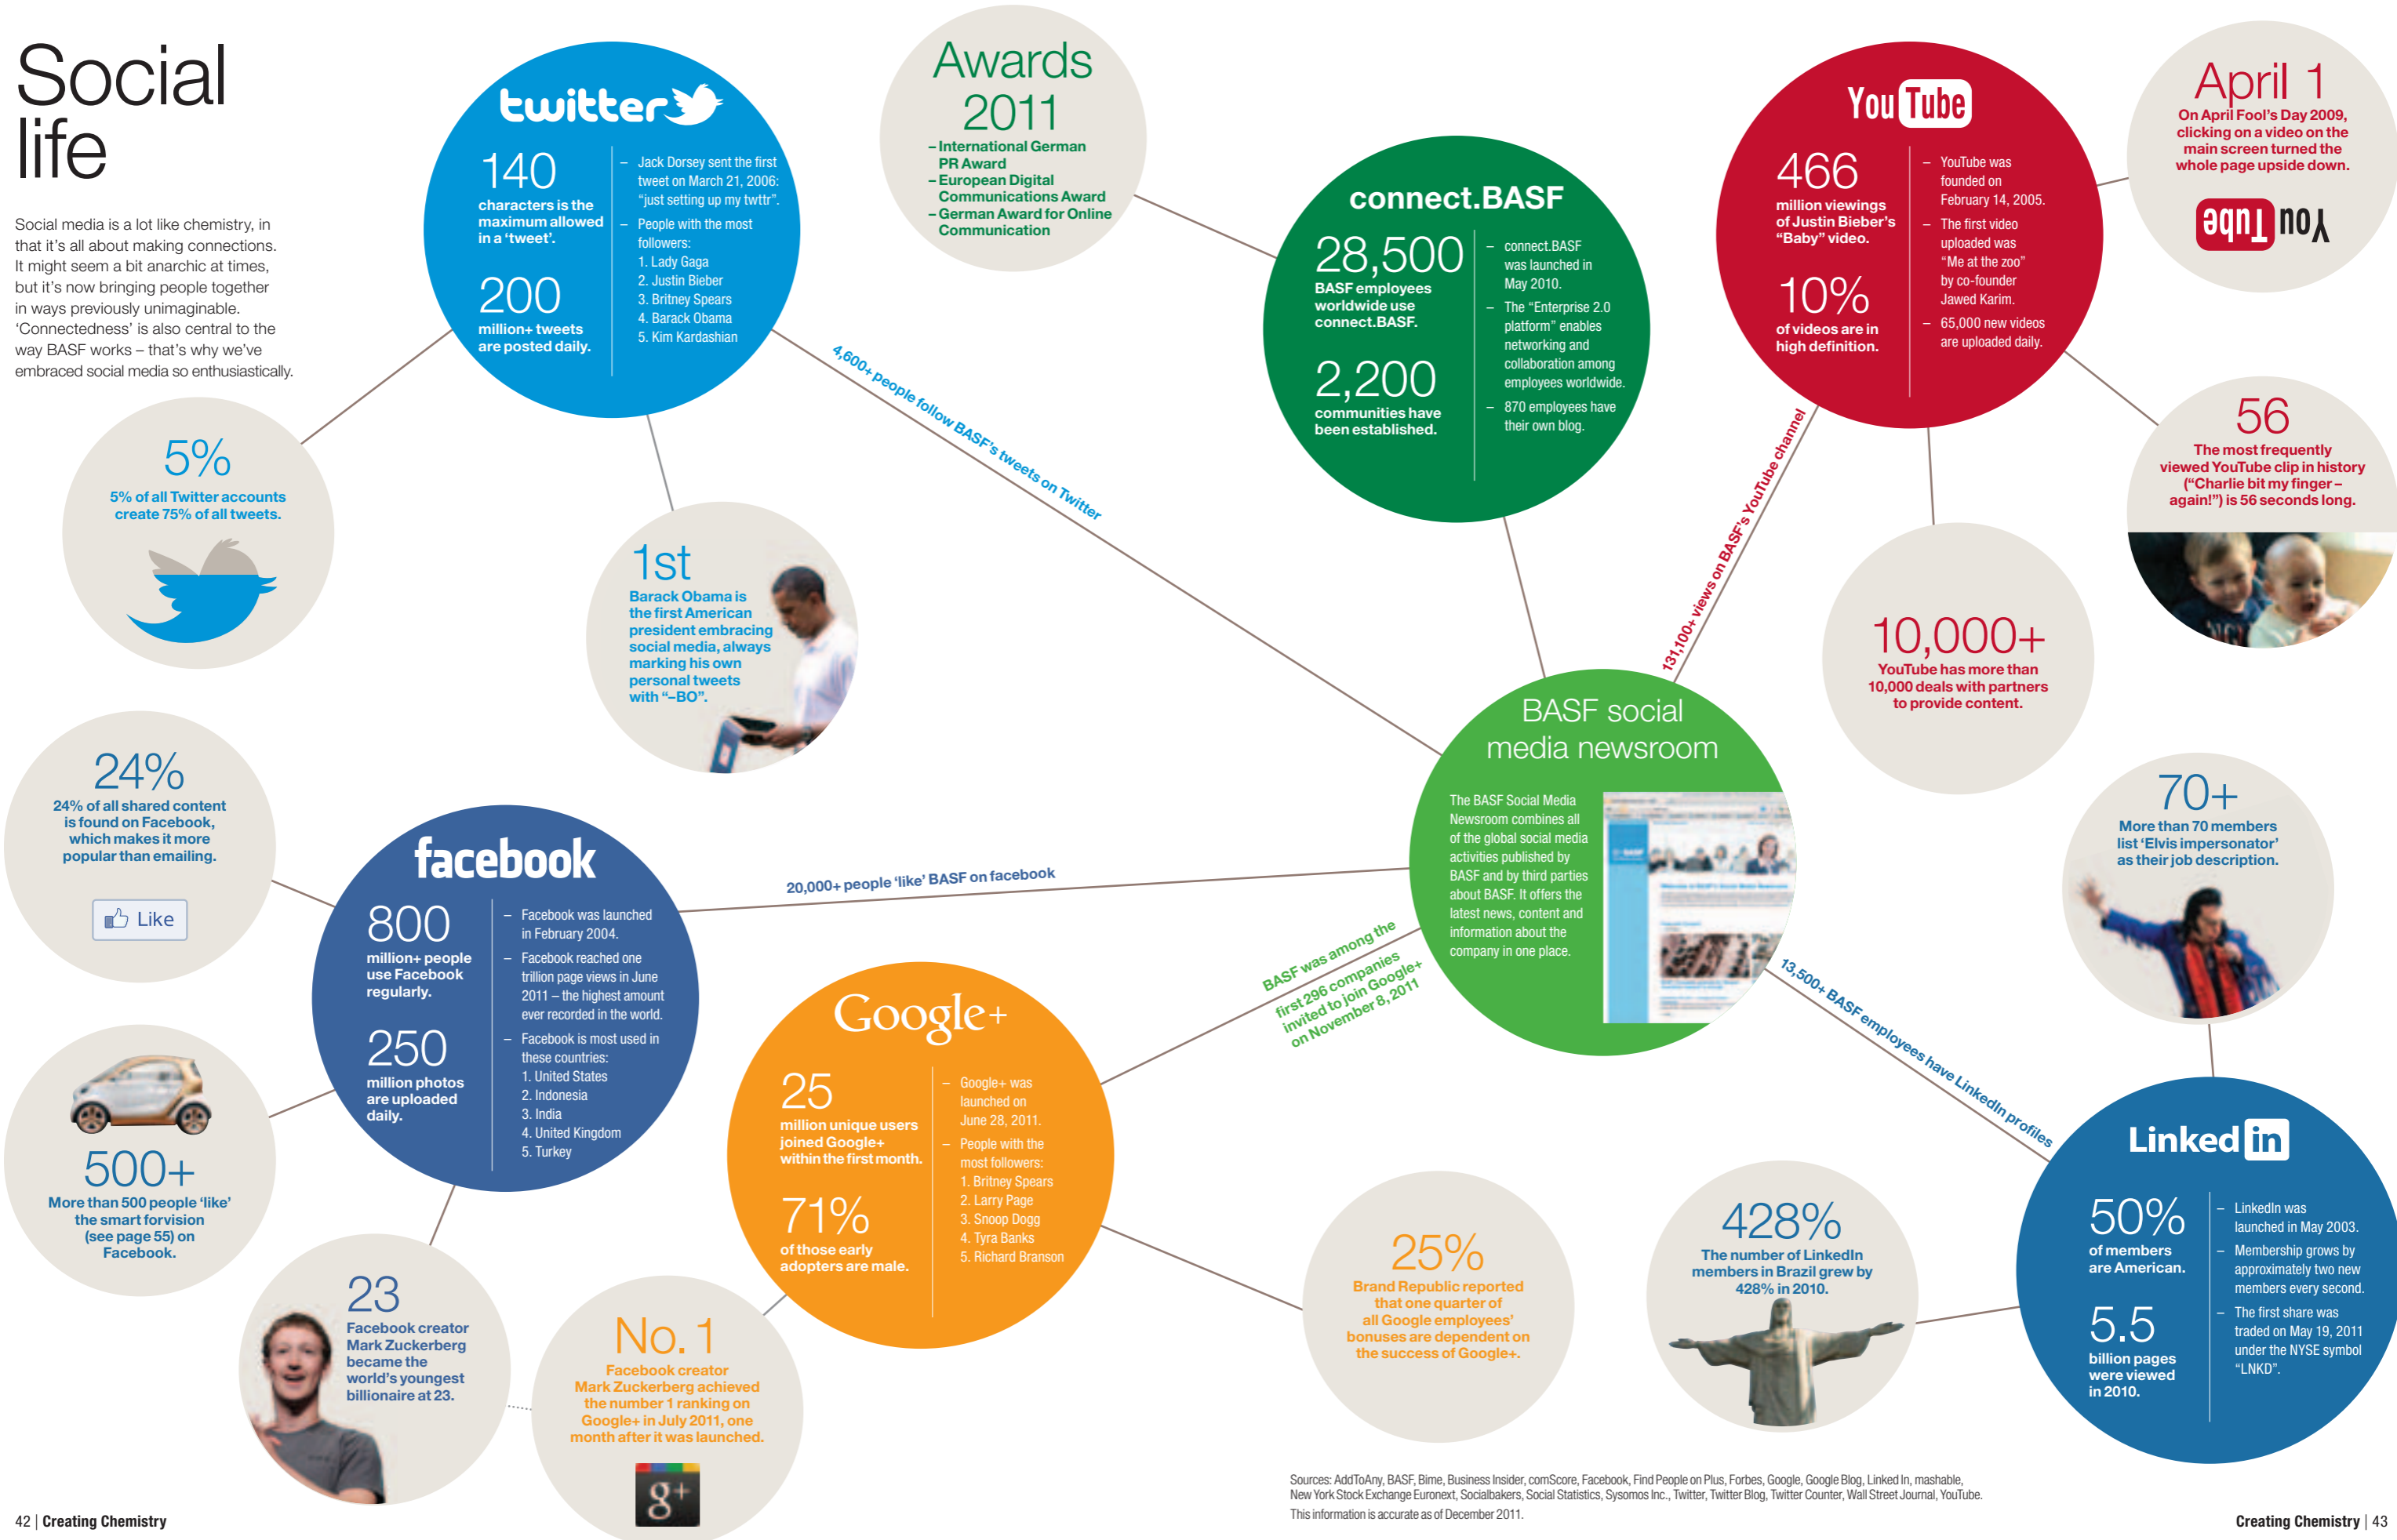 Social
life
Social media is a lot like chemistry, in
that it's all about making connections.
It might seem a bit anarchic at times,
but it's now bringing people together
in ways previously unimaginable.
‘Connectedness’ is also central to the
way BASF works – that's why we've
embraced social media so enthusiastically.
twitter
140
characters is the
maximum allowed
in a ‘tweet’.
200
million+ tweets
are posted daily.
– Jack Dorsey sent the first
tweet on March 21, 2006:
“just setting up my twttr”.
– People with the most
followers:
1. Lady Gaga
2. Justin Bieber
3. Britney Spears
4. Barack Obama
5. Kim Kardashian
5%
5% of all Twitter accounts
create 75% of all tweets.
1st
Barack Obama is
the first American
president embracing
social media, always
marking his own
personal tweets
with “–BO”.
4,600+ people follow BASF's tweets on Twitter
Awards
2011
– International German
PR Award
– European Digital
Communications Award
– German Award for Online
Communication
connect.BASF
28,500
BASF employees
worldwide use
connect.BASF.
2,200
communities have
been established.
– connect.BASF
was launched in
May 2010.
– The “Enterprise 2.0
platform” enables
networking and
collaboration among
employees worldwide.
– 870 employees have
their own blog.
YouTube
466
million viewings
of Justin Bieber's
“Baby” video.
10%
of videos are in
high definition.
– YouTube was
founded on
February 14, 2005.
– The first video
uploaded was
“Me at the zoo”
by co-founder
Jawed Karim.
– 65,000 new videos
are uploaded daily.
April 1
On April Fool's Day 2009,
clicking on a video on the
main screen turned the
whole page upside down.
YouTube
56
The most frequently
viewed YouTube clip in history
(“Charlie bit my finger –
again!”) is 56 seconds long.
131,100+ views on BASF's YouTube channel
10,000+
YouTube has more than
10,000 deals with partners
to provide content.
BASF social
media newsroom
The BASF Social Media
Newsroom combines all
of the global social media
activities published by
BASF and by third parties
about BASF. It offers the
latest news, content and
information about the
company in one place.
24%
24% of all shared content
is found on Facebook,
which makes it more
popular than emailing.
Like
facebook
800
million+ people
use Facebook
regularly.
250
million photos
are uploaded
daily.
– Facebook was launched
in February 2004.
– Facebook reached one
trillion page views in June
2011 – the highest amount
ever recorded in the world.
– Facebook is most used in
these countries:
1. United States
2. Indonesia
3. India
4. United Kingdom
5. Turkey
20,000+ people ‘like’ BASF on facebook
500+
More than 500 people ‘like’
the smart forvision
(see page 55) on
Facebook.
23
Facebook creator
Mark Zuckerberg
became the
world's youngest
billionaire at 23.
Google+
25
million unique users
joined Google+
within the first month.
71%
of those early
adopters are male.
– Google+ was
launched on
June 28, 2011.
– People with the
most followers:
1. Britney Spears
2. Larry Page
3. Snoop Dogg
4. Tyra Banks
5. Richard Branson
BASF was among the
first 296 companies
invited to join Google+
on November 8, 2011
No. 1
Facebook creator
Mark Zuckerberg achieved
the number 1 ranking on
Google+ in July 2011, one
month after it was launched.
g+
25%
Brand Republic reported
that one quarter of
all Google employees'
bonuses are dependent on
the success of Google+.
70+
More than 70 members
list ‘Elvis impersonator’
as their job description.
13,500+ BASF employees have LinkedIn profiles
428%
The number of LinkedIn
members in Brazil grew by
428% in 2010.
Linked in
50%
of members
are American.
5.5
billion pages
were viewed
in 2010.
– LinkedIn was
launched in May 2003.
– Membership grows by
approximately two new
members every second.
– The first share was
traded on May 19, 2011
under the NYSE symbol
“LNKD”.
Sources: AddToAny, BASF, Bime, Business Insider, comScore, Facebook, Find People on Plus, Forbes, Google, Google Blog, Linked In, mashable,
New York Stock Exchange Euronext, Socialbakers, Social Statistics, Sysomos Inc., Twitter, Twitter Blog, Twitter Counter, Wall Street Journal, YouTube.
This information is accurate as of December 2011.
42 | Creating Chemistry
Creating Chemistry | 43